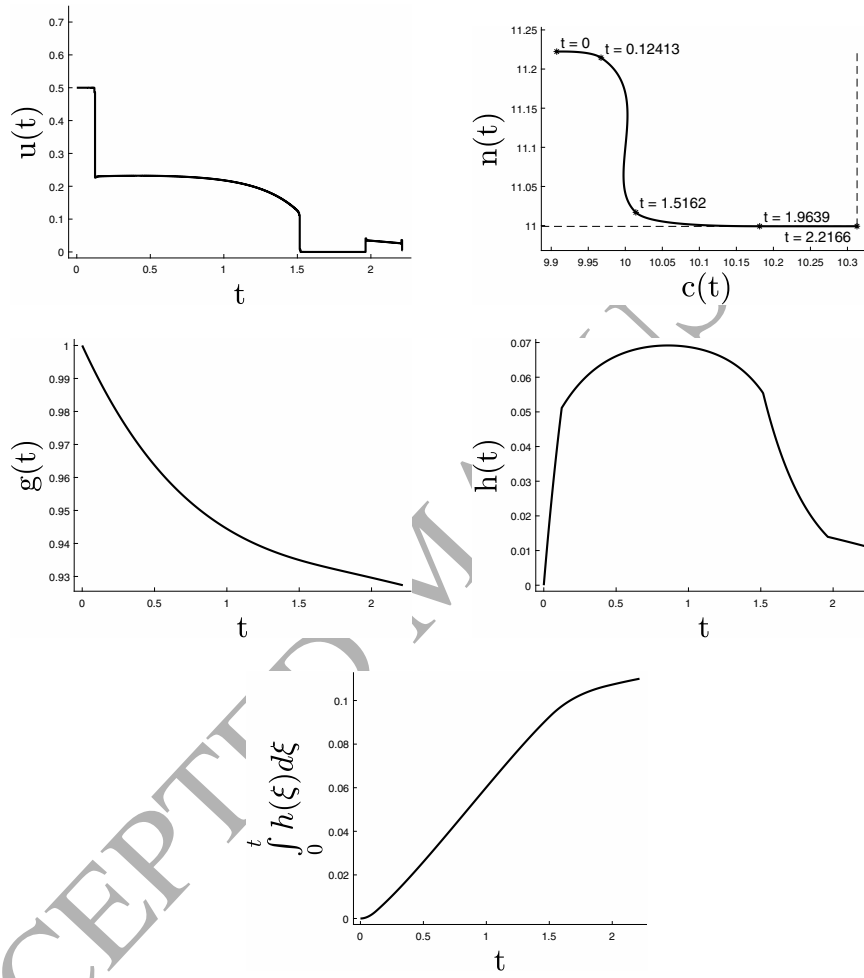 0.7
0.6
0.5
0.4
0.3
0.2
0.1
0
u(t)
0 0.5 1 1.5 2
t
11.25
11.2
11.15
11.1
11.05
11
n(t)
t = 0
t = 0.12413
t = 1.5162
t = 1.9639
t = 2.2166
9.9 9.95 10 10.05 10.1 10.15 10.2 10.25 10.3
c(t)
1
0.99
0.98
0.97
0.96
0.95
0.94
0.93
g(t)
0 0.5 1 1.5 2
t
0.07
0.06
0.05
0.04
0.03
0.02
0.01
0
h(t)
0 0.5 1 1.5 2
t
0.1
0.08
0.06
0.04
0.02
0
∫₀ᵗ h(ξ)dξ
0 0.5 1 1.5 2
t
CEPTED M